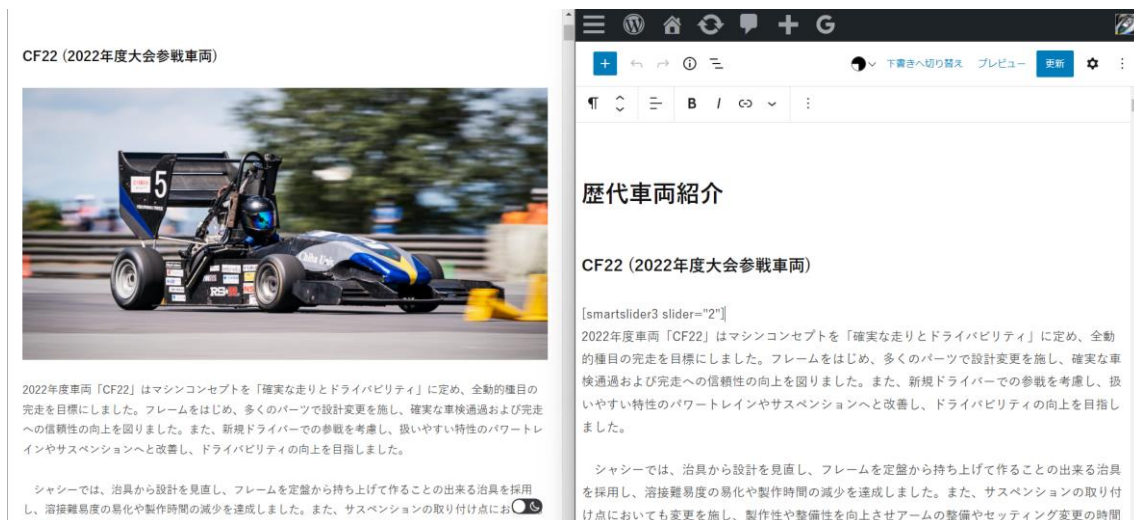 CF22 (2022年度大会参戦車両)
5
Chiba Univ.
2022年度車両「CF22」はマシンコンセプトを「確実な走りとドライバビリティ」に定め、全動的種目の
完走を目標にしました。フレームをはじめ、多くのパーツで設計変更を施し、確実な車検通過および完走
への信頼性の向上を図りました。また、新規ドライバーでの参戦を考慮し、扱いやすい特性のパワートレ
インやサスペンションへと改善し、ドライバビリティの向上を目指しました。
シャシーでは、治具から設計を見直し、フレームを定盤から持ち上げて作ることの出来る治具を採用
し、溶接難易度の易化や製作時間の減少を達成しました。また、サスペンションの取り付け点にお
G
下書きへ切り替え プレビュー 更新
B I
歴代車両紹介
CF22 (2022年度大会参戦車両)
[smartslider3 slider="2"]
2022年度車両「CF22」はマシンコンセプトを「確実な走りとドライバビリティ」に定め、全動
的種目の完走を目標にしました。フレームをはじめ、多くのパーツで設計変更を施し、確実な車
検通過および完走への信頼性の向上を図りました。また、新規ドライバーでの参戦を考慮し、扱
いやすい特性のパワートレインやサスペンションへと改善し、ドライバビリティの向上を目指し
ました。
シャシーでは、治具から設計を見直し、フレームを定盤から持ち上げて作ることの出来る治具
を採用し、溶接難易度の易化や製作時間の減少を達成しました。また、サスペンションの取り付
け点においても変更を施し、製作性や整備性を向上させアームの整備やセッティング変更の時間